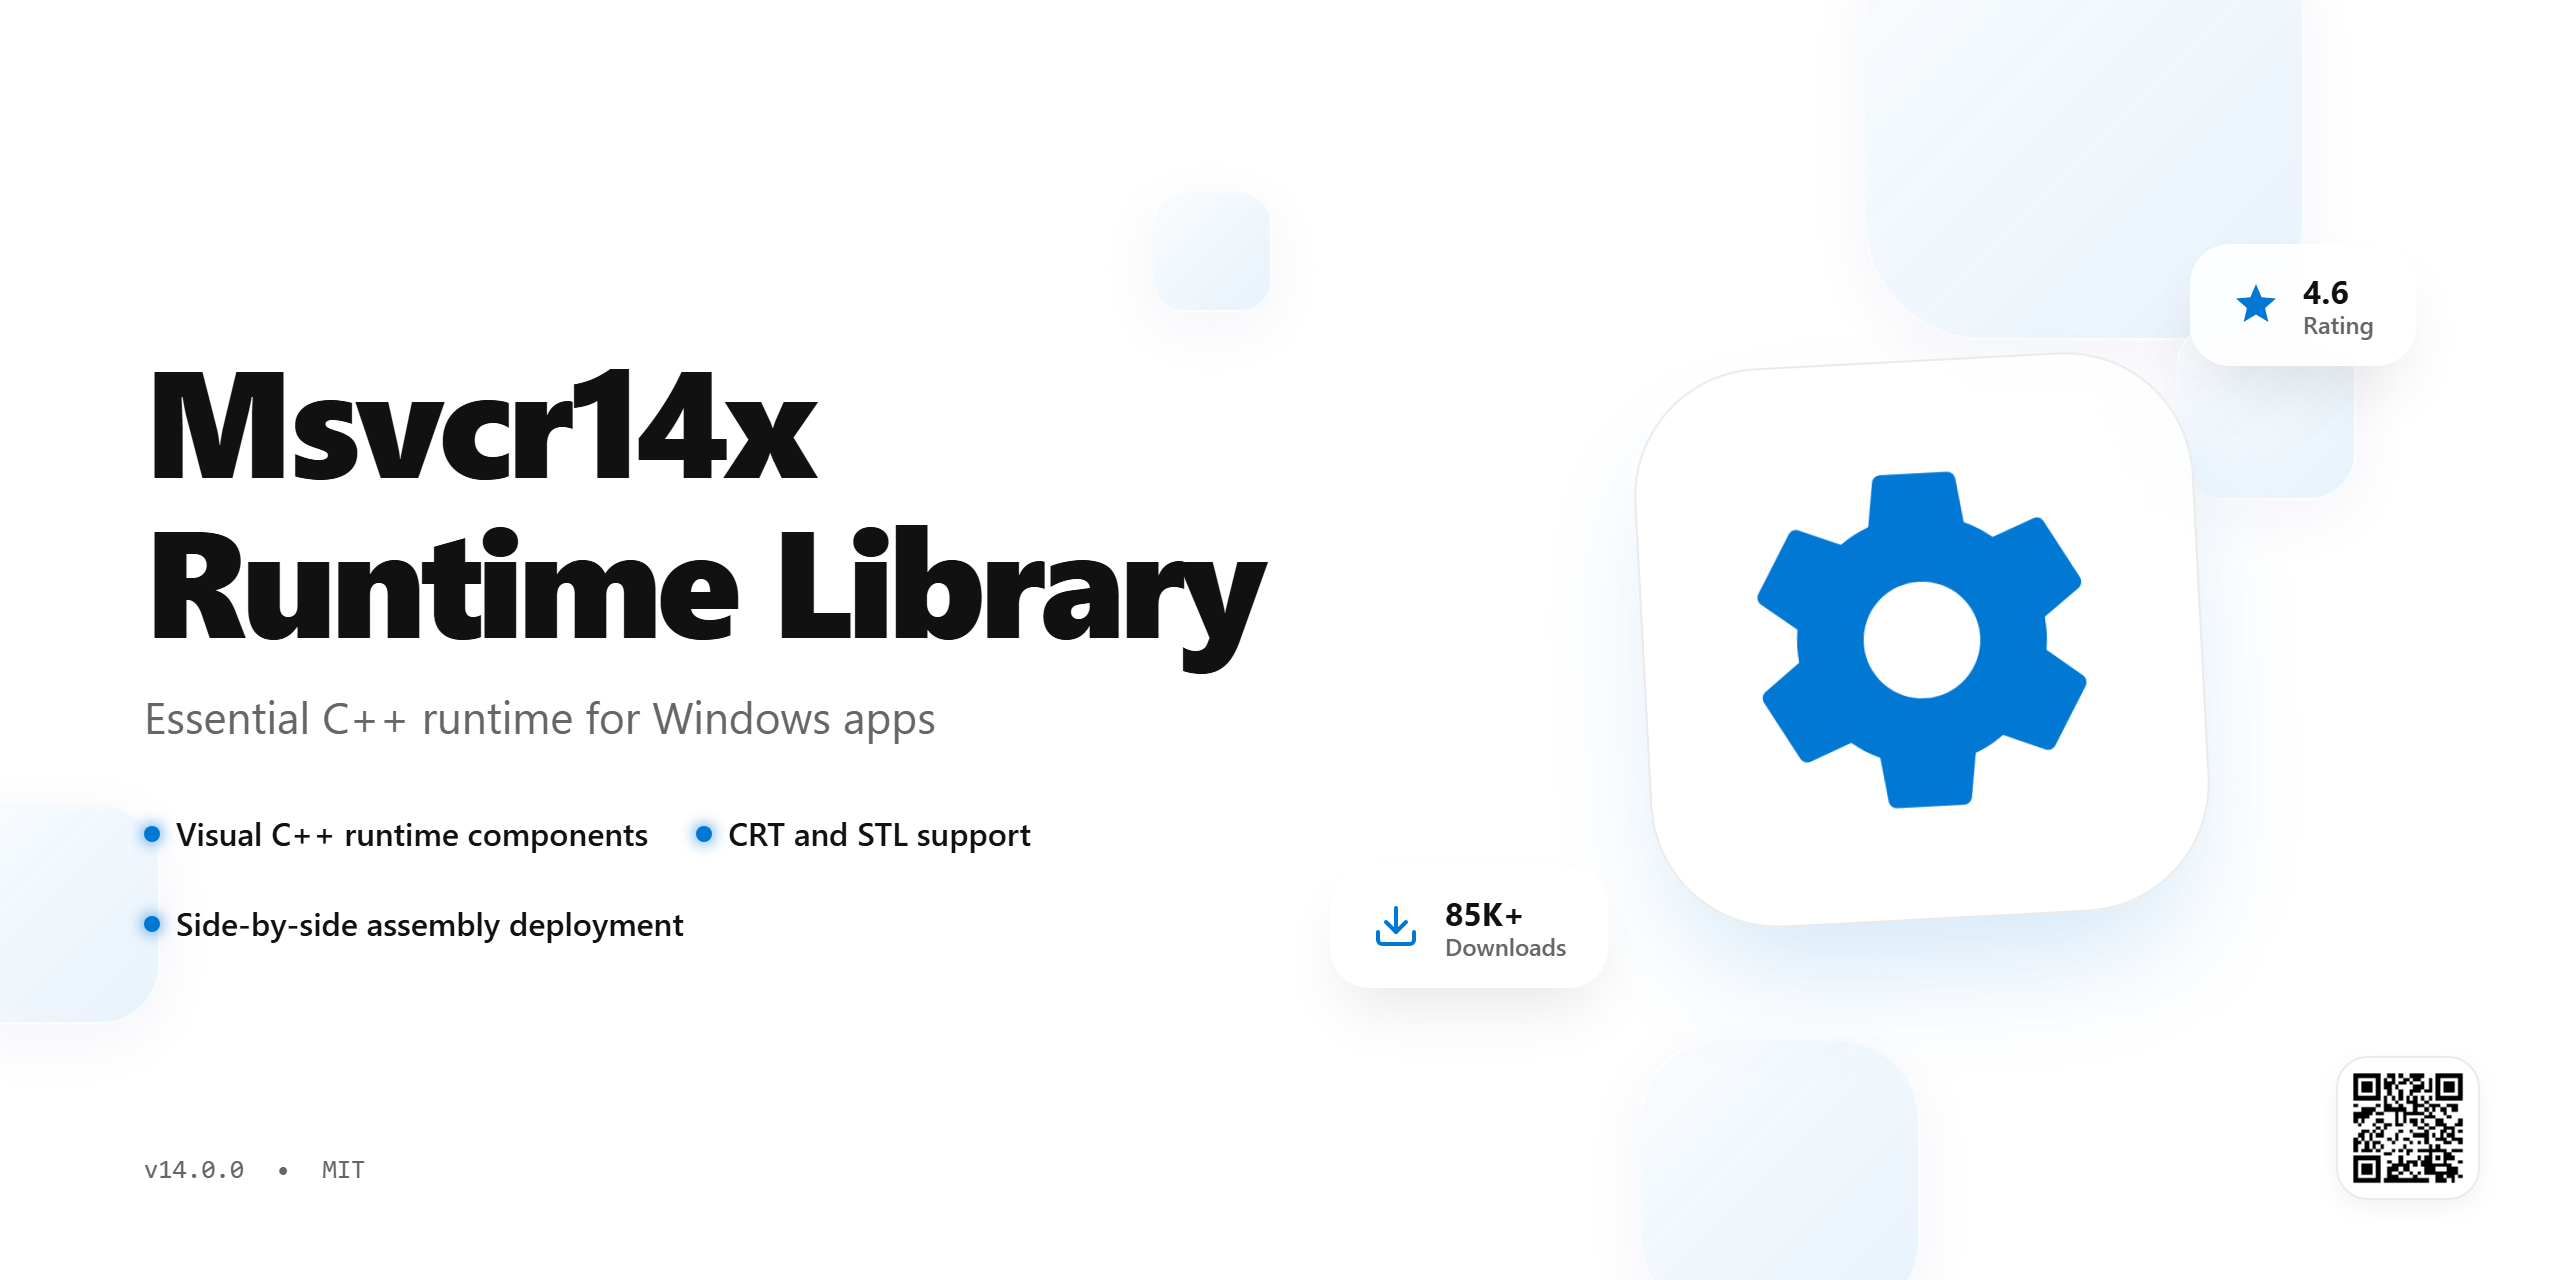 Msvcr14x
Runtime Library
Essential C++ runtime for Windows apps
Visual C++ runtime components
CRT and STL support
Side-by-side assembly deployment
4.6
Rating
85K+
Downloads
v14.0.0 • MIT